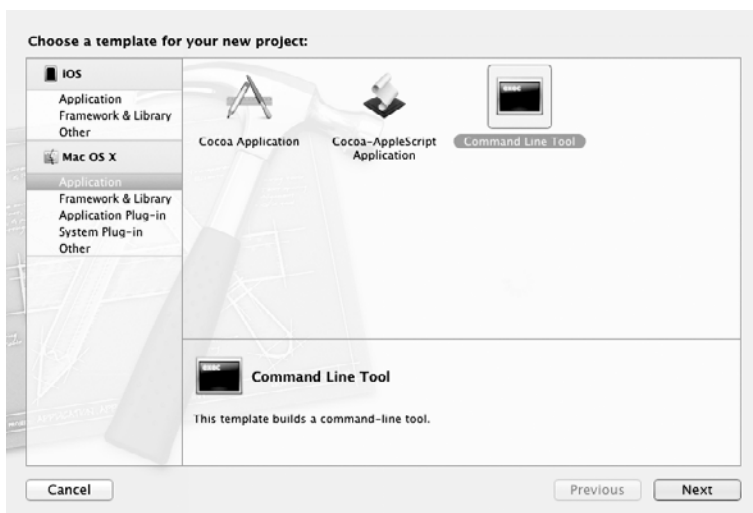 Choose a template for your new project:
iOS
Application
Framework & Library
Other
Mac OS X
Application
Framework & Library
Application Plug-in
System Plug-in
Other
Cocoa Application
Cocoa-AppleScript
Application
exec
Command Line Tool
exec
Command Line Tool
This template builds a command-line tool.
Cancel
Previous
Next